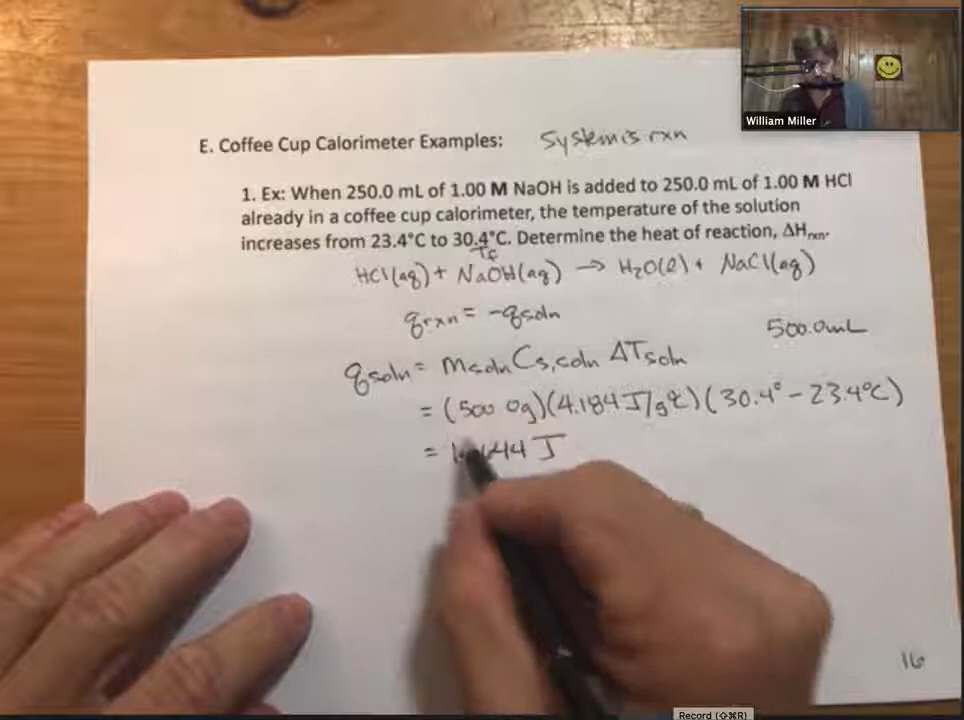 William Miller
E. Coffee Cup Calorimeter Examples: System is rxn
1. Ex: When 250.0 mL of 1.00 M NaOH is added to 250.0 mL of 1.00 M HCl
already in a coffee cup calorimeter, the temperature of the solution
increases from 23.4°C to 30.4°C. Determine the heat of reaction, ΔHrxn.
HCl(aq) + NaOH(aq) → H₂O(l) + NaCl(aq)
qrxn = -qsoln
500.0mL
qsoln = msoln Cs,soln ΔTsoln
= (500.0g)(4.184J/g°C)(30.4° - 23.4°C)
J
16
Record (⇧⌘R)